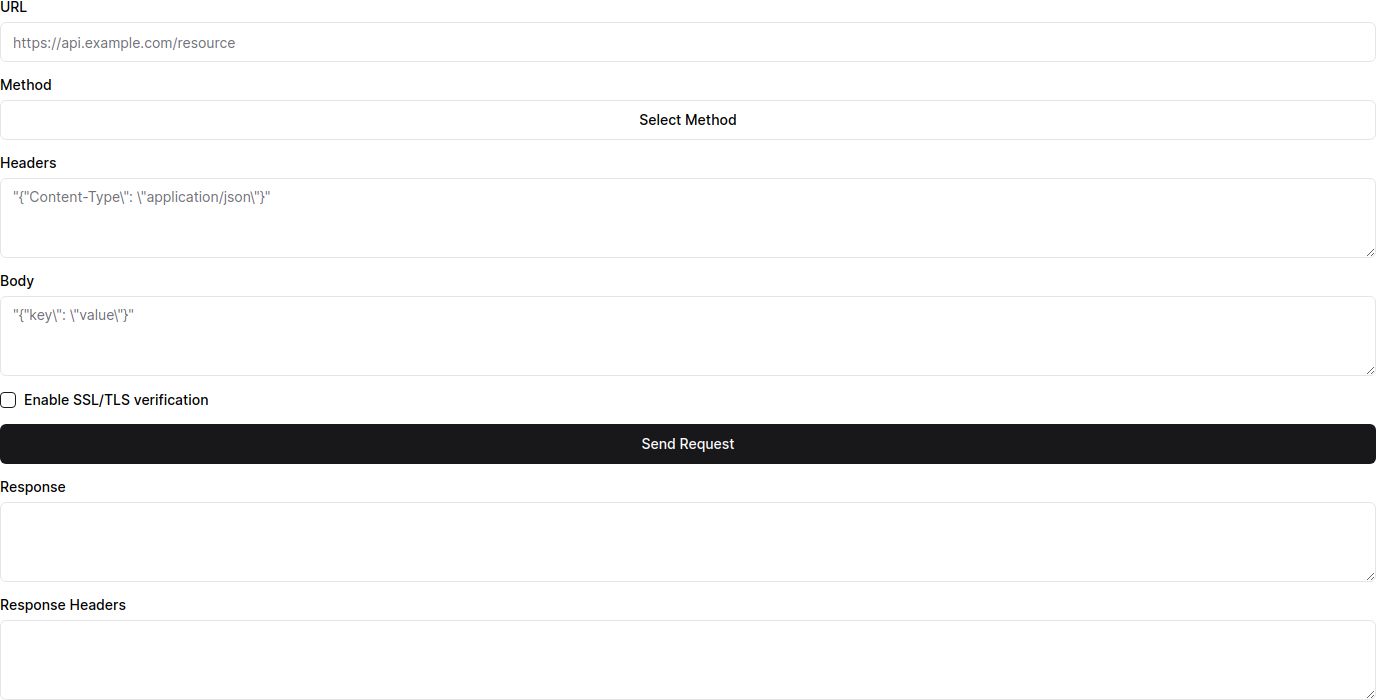 URL
https://api.example.com/resource
Method
Select Method
Headers
"{"Content-Type\": \"application/json\"}"
Body
"{"key\": \"value\"}"
Enable SSL/TLS verification
Send Request
Response
Response Headers